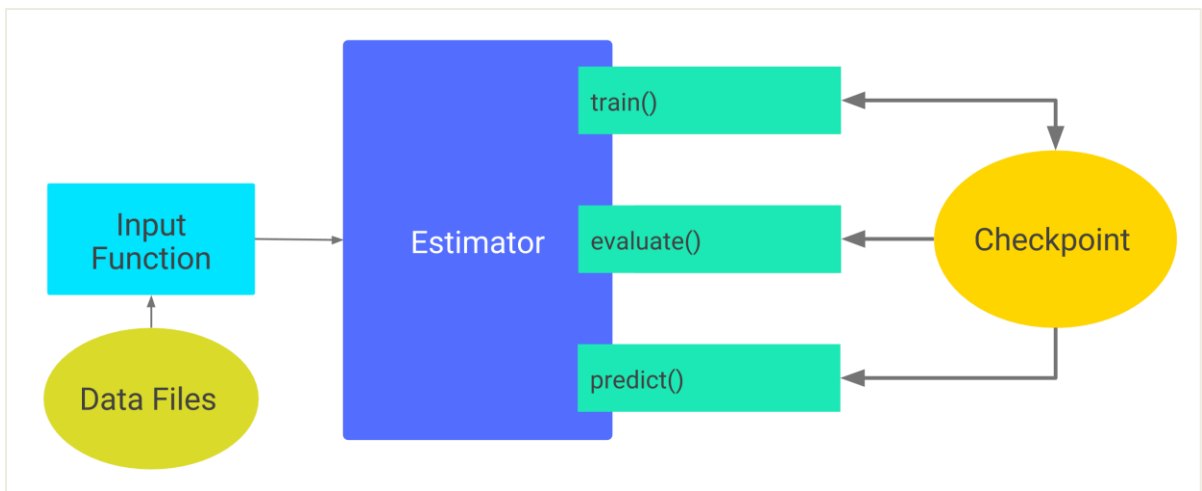 Input
Function
Data Files
Estimator
train()
evaluate()
predict()
Checkpoint